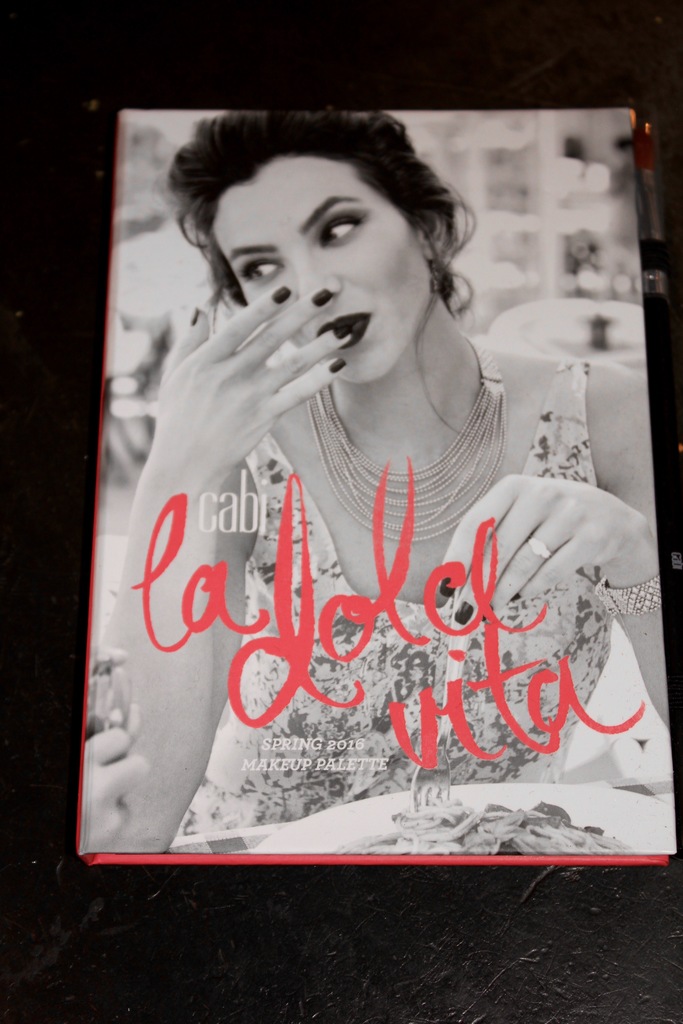 cabi
la
dolce
vita
SPRING 2016
MAKEUP PALETTE